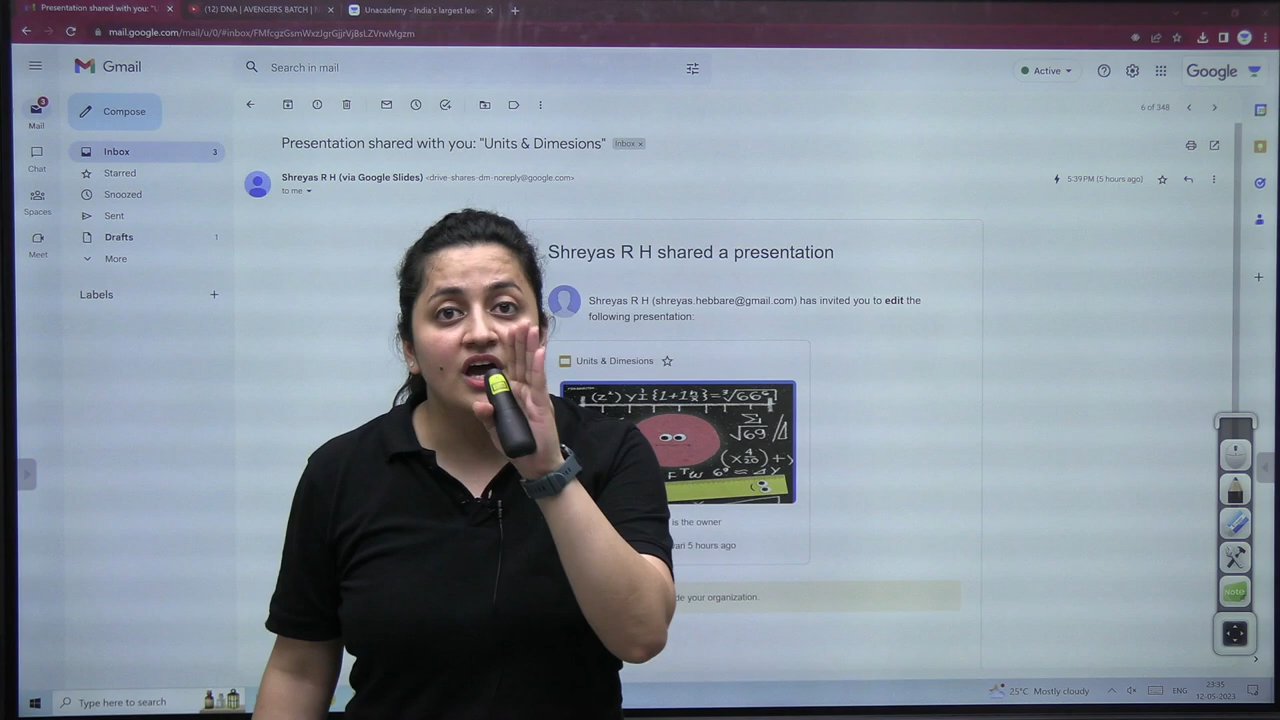 Presentation shared with you: "U
(12) DNA | AVENGERS BATCH |
Unacademy - India's largest lea
mail.google.com/mail/u/0/#inbox/FMfcgzGsmWxzJgrGjjrVjBsLZVrwMgzm
Gmail
Search in mail
Active
Google
3
Mail
Compose
6 of 348
Inbox 3
Presentation shared with you: "Units & Dimesions" Inbox ×
Chat
Starred
Shreyas R H (via Google Slides) <drive-shares-dm-noreply@google.com>
5:39 PM (5 hours ago)
to me
Snoozed
Spaces
Sent
Drafts 1
Meet
More
Shreyas R H shared a presentation
Labels
Shreyas R H (shreyas.hebbare@gmail.com) has invited you to edit the
following presentation:
Units & Dimesions
is the owner
5 hours ago
your organization.
Note
Type here to search
25°C Mostly cloudy
ENG
23:35
12-05-2023